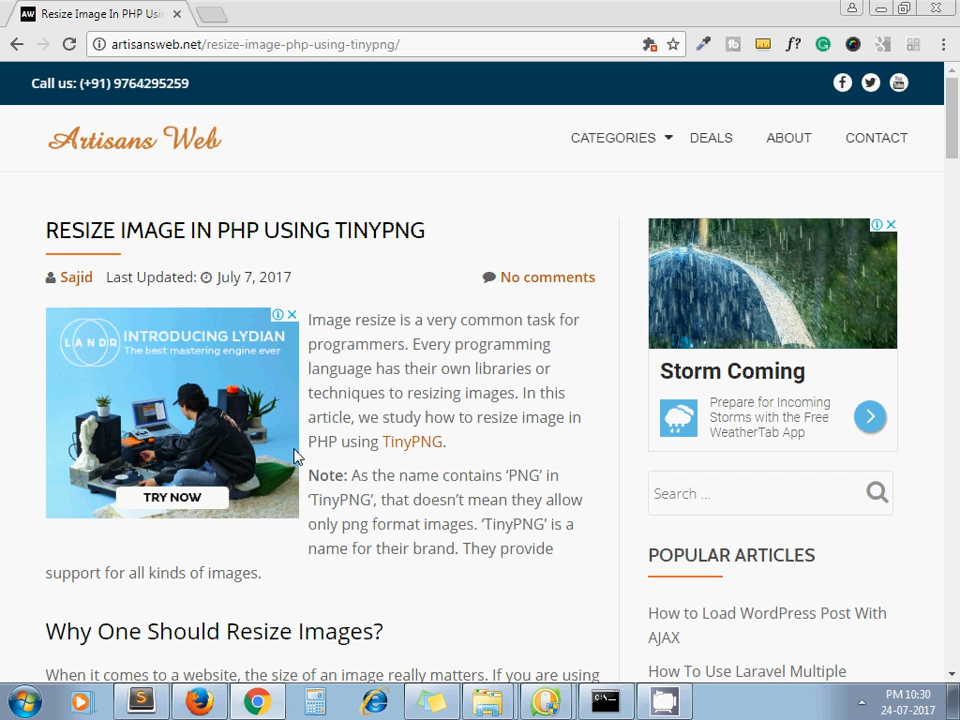 Resize Image In PHP Usin
artisansweb.net/resize-image-php-using-tinypng/
Call us: (+91) 9764295259
Artisans Web
CATEGORIES
DEALS
ABOUT
CONTACT
RESIZE IMAGE IN PHP USING TINYPNG
Sajid Last Updated: July 7, 2017
No comments
LANDR
INTRODUCING LYDIAN
The best mastering engine ever
TRY NOW
Image resize is a very common task for
programmers. Every programming
language has their own libraries or
techniques to resizing images. In this
article, we study how to resize image in
PHP using TinyPNG.
Note: As the name contains ‘PNG’ in
‘TinyPNG’, that doesn’t mean they allow
only png format images. ‘TinyPNG’ is a
name for their brand. They provide
support for all kinds of images.
Why One Should Resize Images?
When it comes to a website, the size of an image really matters. If you are using
Storm Coming
Prepare for Incoming
Storms with the Free
WeatherTab App
Search ...
POPULAR ARTICLES
How to Load WordPress Post With
AJAX
How To Use Laravel Multiple
PM 10:30
24-07-2017